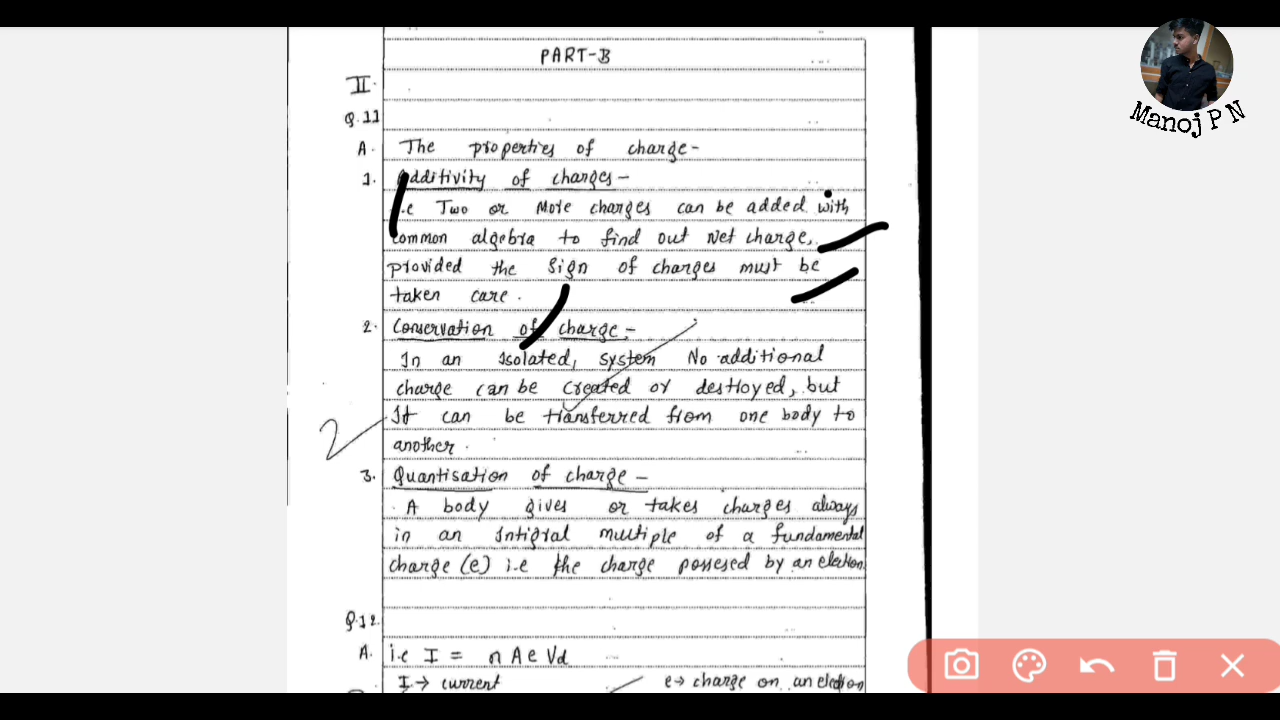 PART-B
II.
Q.11
A. The properties of charge-
1. Additivity of charges-
i.e Two or More charges can be added with
common algebra to find out Net charge,
provided the Sign of charges must be
taken care.
2. Conservation of charge:-
In an Isolated, system No additional
charge can be created or destroyed, but
It can be transferred from one body to
another.
2
3. Quantisation of charge-
A body gives or takes charges always
in an Intigral multiple of a fundamental
charge (e) i.e the charge possesed by an electron.
Q.12.
A. i.e I = n A e Vd
I → current e → charge on an electron
Manoj P N